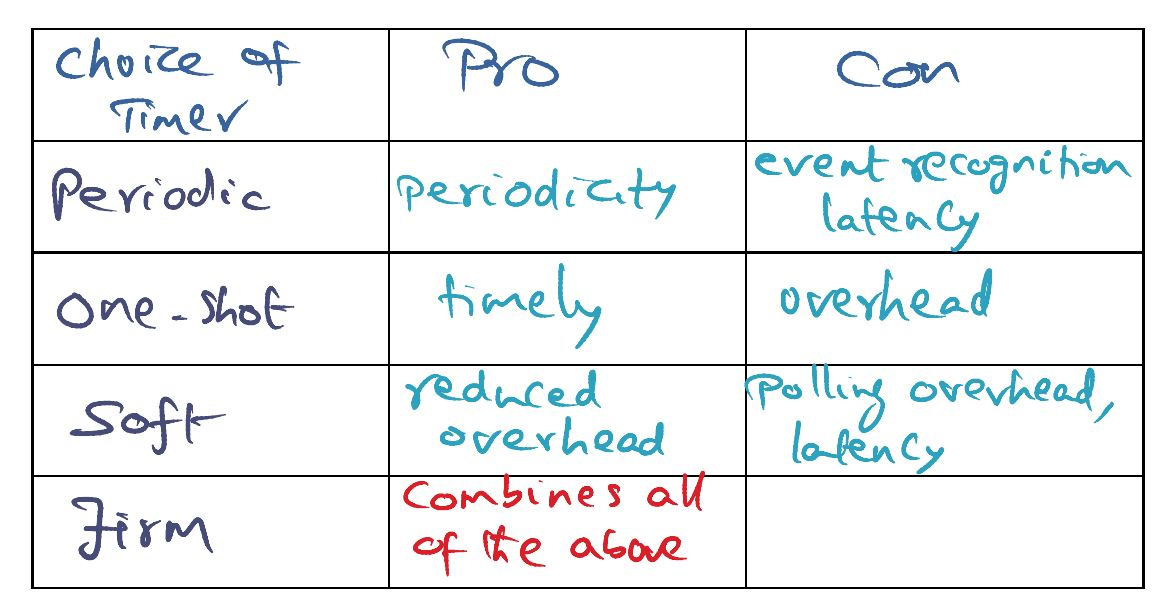 Choice of
Timer
Pro
Con
Periodic
Periodicity
event recognition
latency
One-Shot
timely
overhead
Soft
reduced
overhead
Polling overhead,
latency
Firm
Combines all
of the above